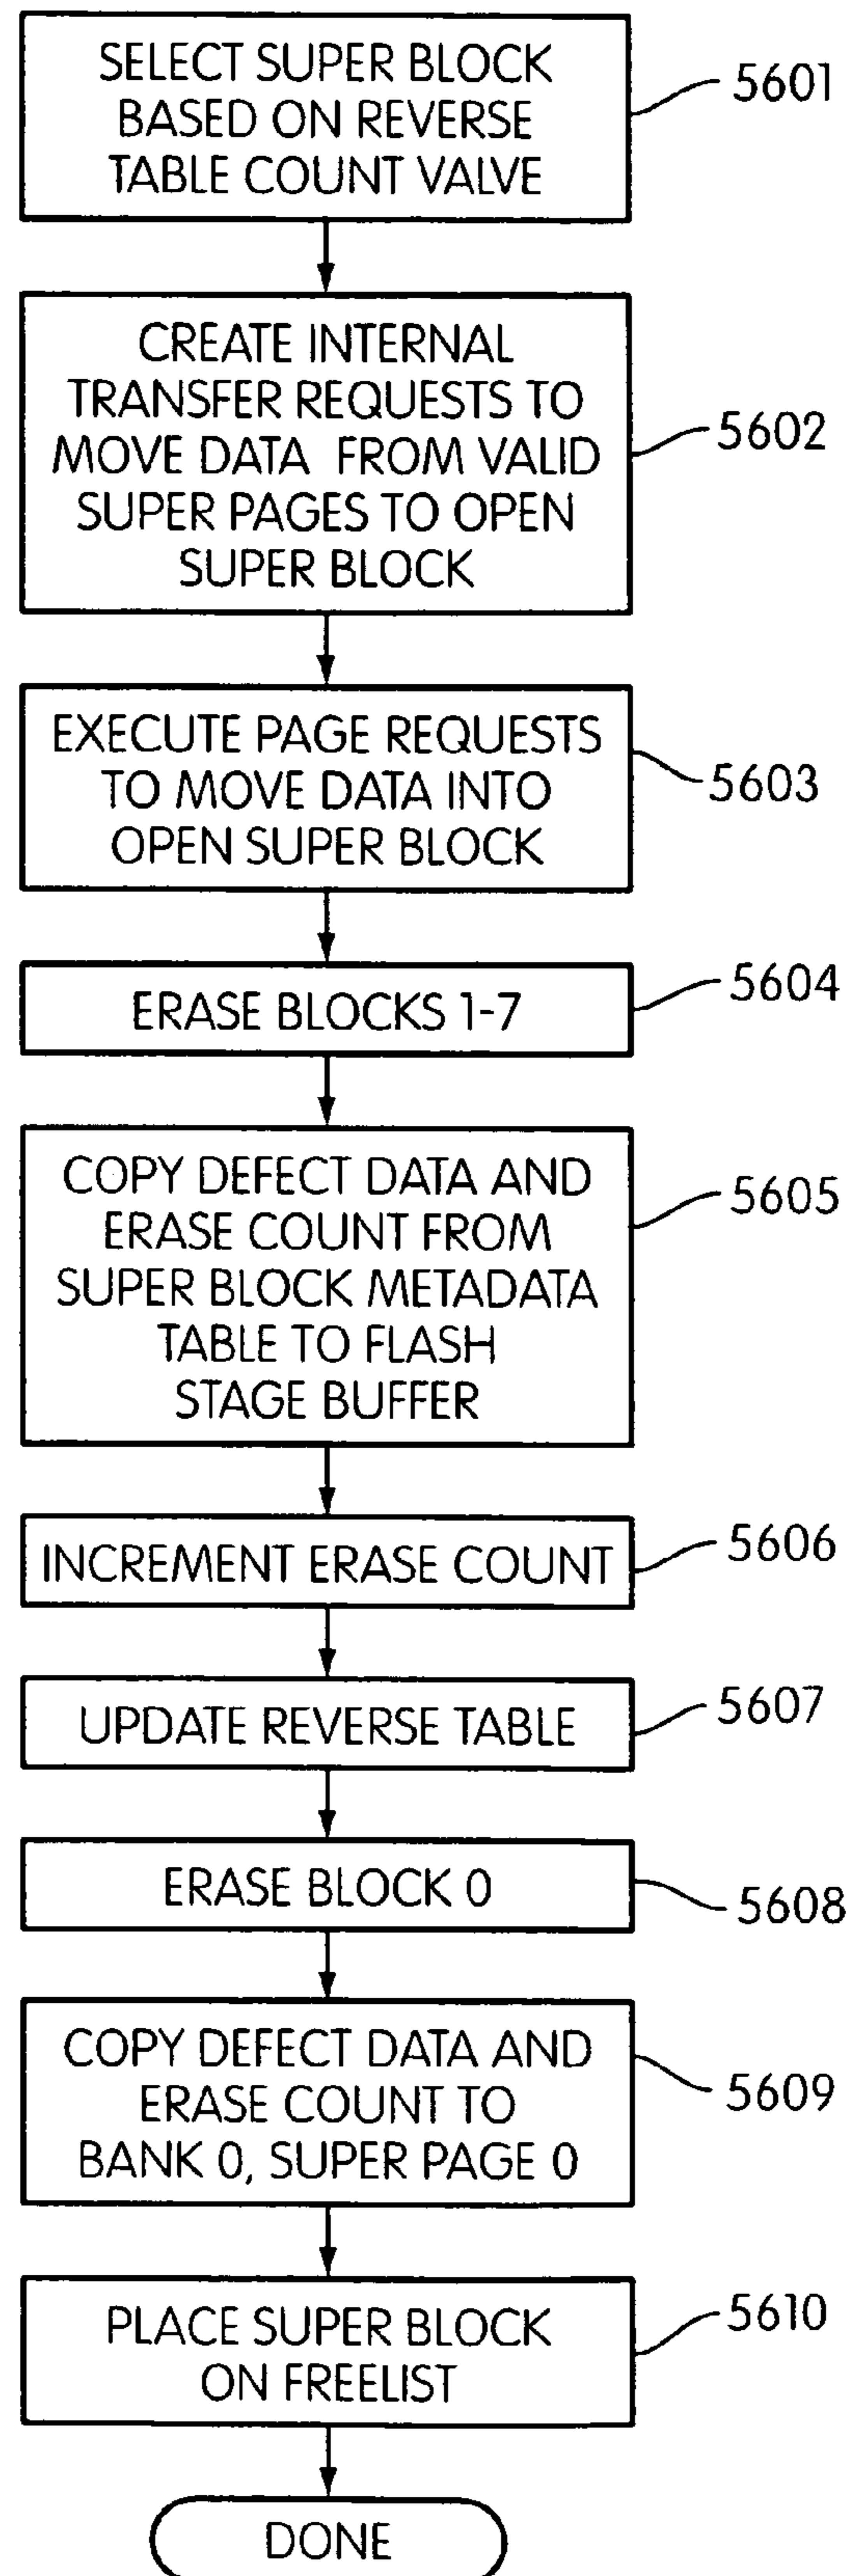 SELECT SUPER BLOCK
BASED ON REVERSE
TABLE COUNT VALVE
5601
CREATE INTERNAL
TRANSFER REQUESTS TO
MOVE DATA FROM VALID
SUPER PAGES TO OPEN
SUPER BLOCK
5602
EXECUTE PAGE REQUESTS
TO MOVE DATA INTO
OPEN SUPER BLOCK
5603
ERASE BLOCKS 1-7
5604
COPY DEFECT DATA AND
ERASE COUNT FROM
SUPER BLOCK METADATA
TABLE TO FLASH
STAGE BUFFER
5605
INCREMENT ERASE COUNT
5606
UPDATE REVERSE TABLE
5607
ERASE BLOCK 0
5608
COPY DEFECT DATA AND
ERASE COUNT TO
BANK 0, SUPER PAGE 0
5609
PLACE SUPER BLOCK
ON FREELIST
5610
DONE